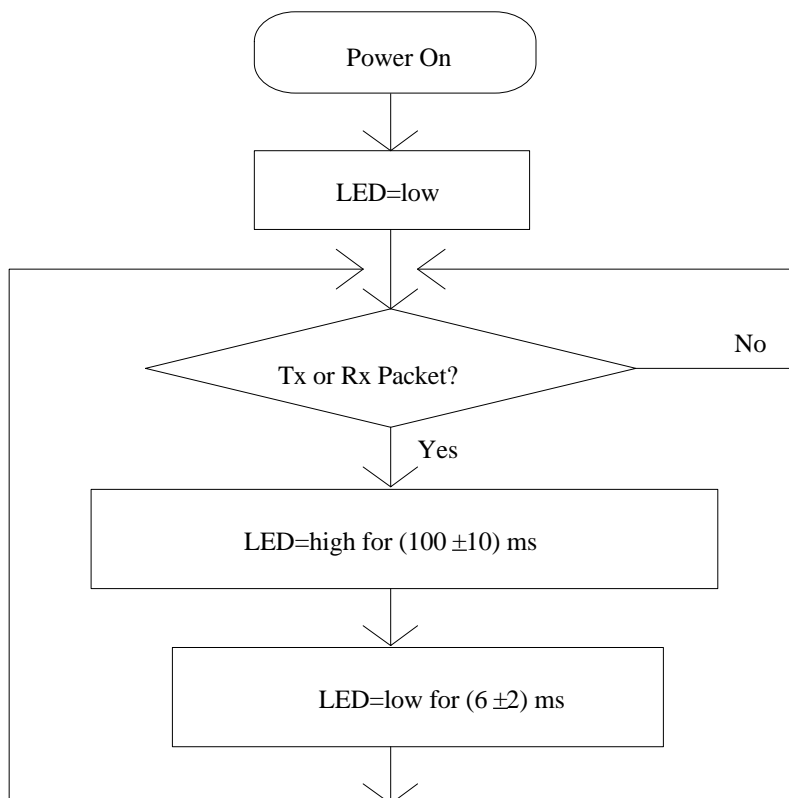 Power On
LED=low
Tx or Rx Packet?
No
Yes
LED=high for (100 ±10) ms
LED=low for (6 ±2) ms